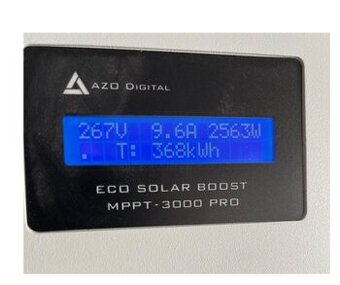 AZO DIGITAL
267V 9.6A 2563W
. T: 368kWh
ECO SOLAR BOOST
MPPT-3000 PRO